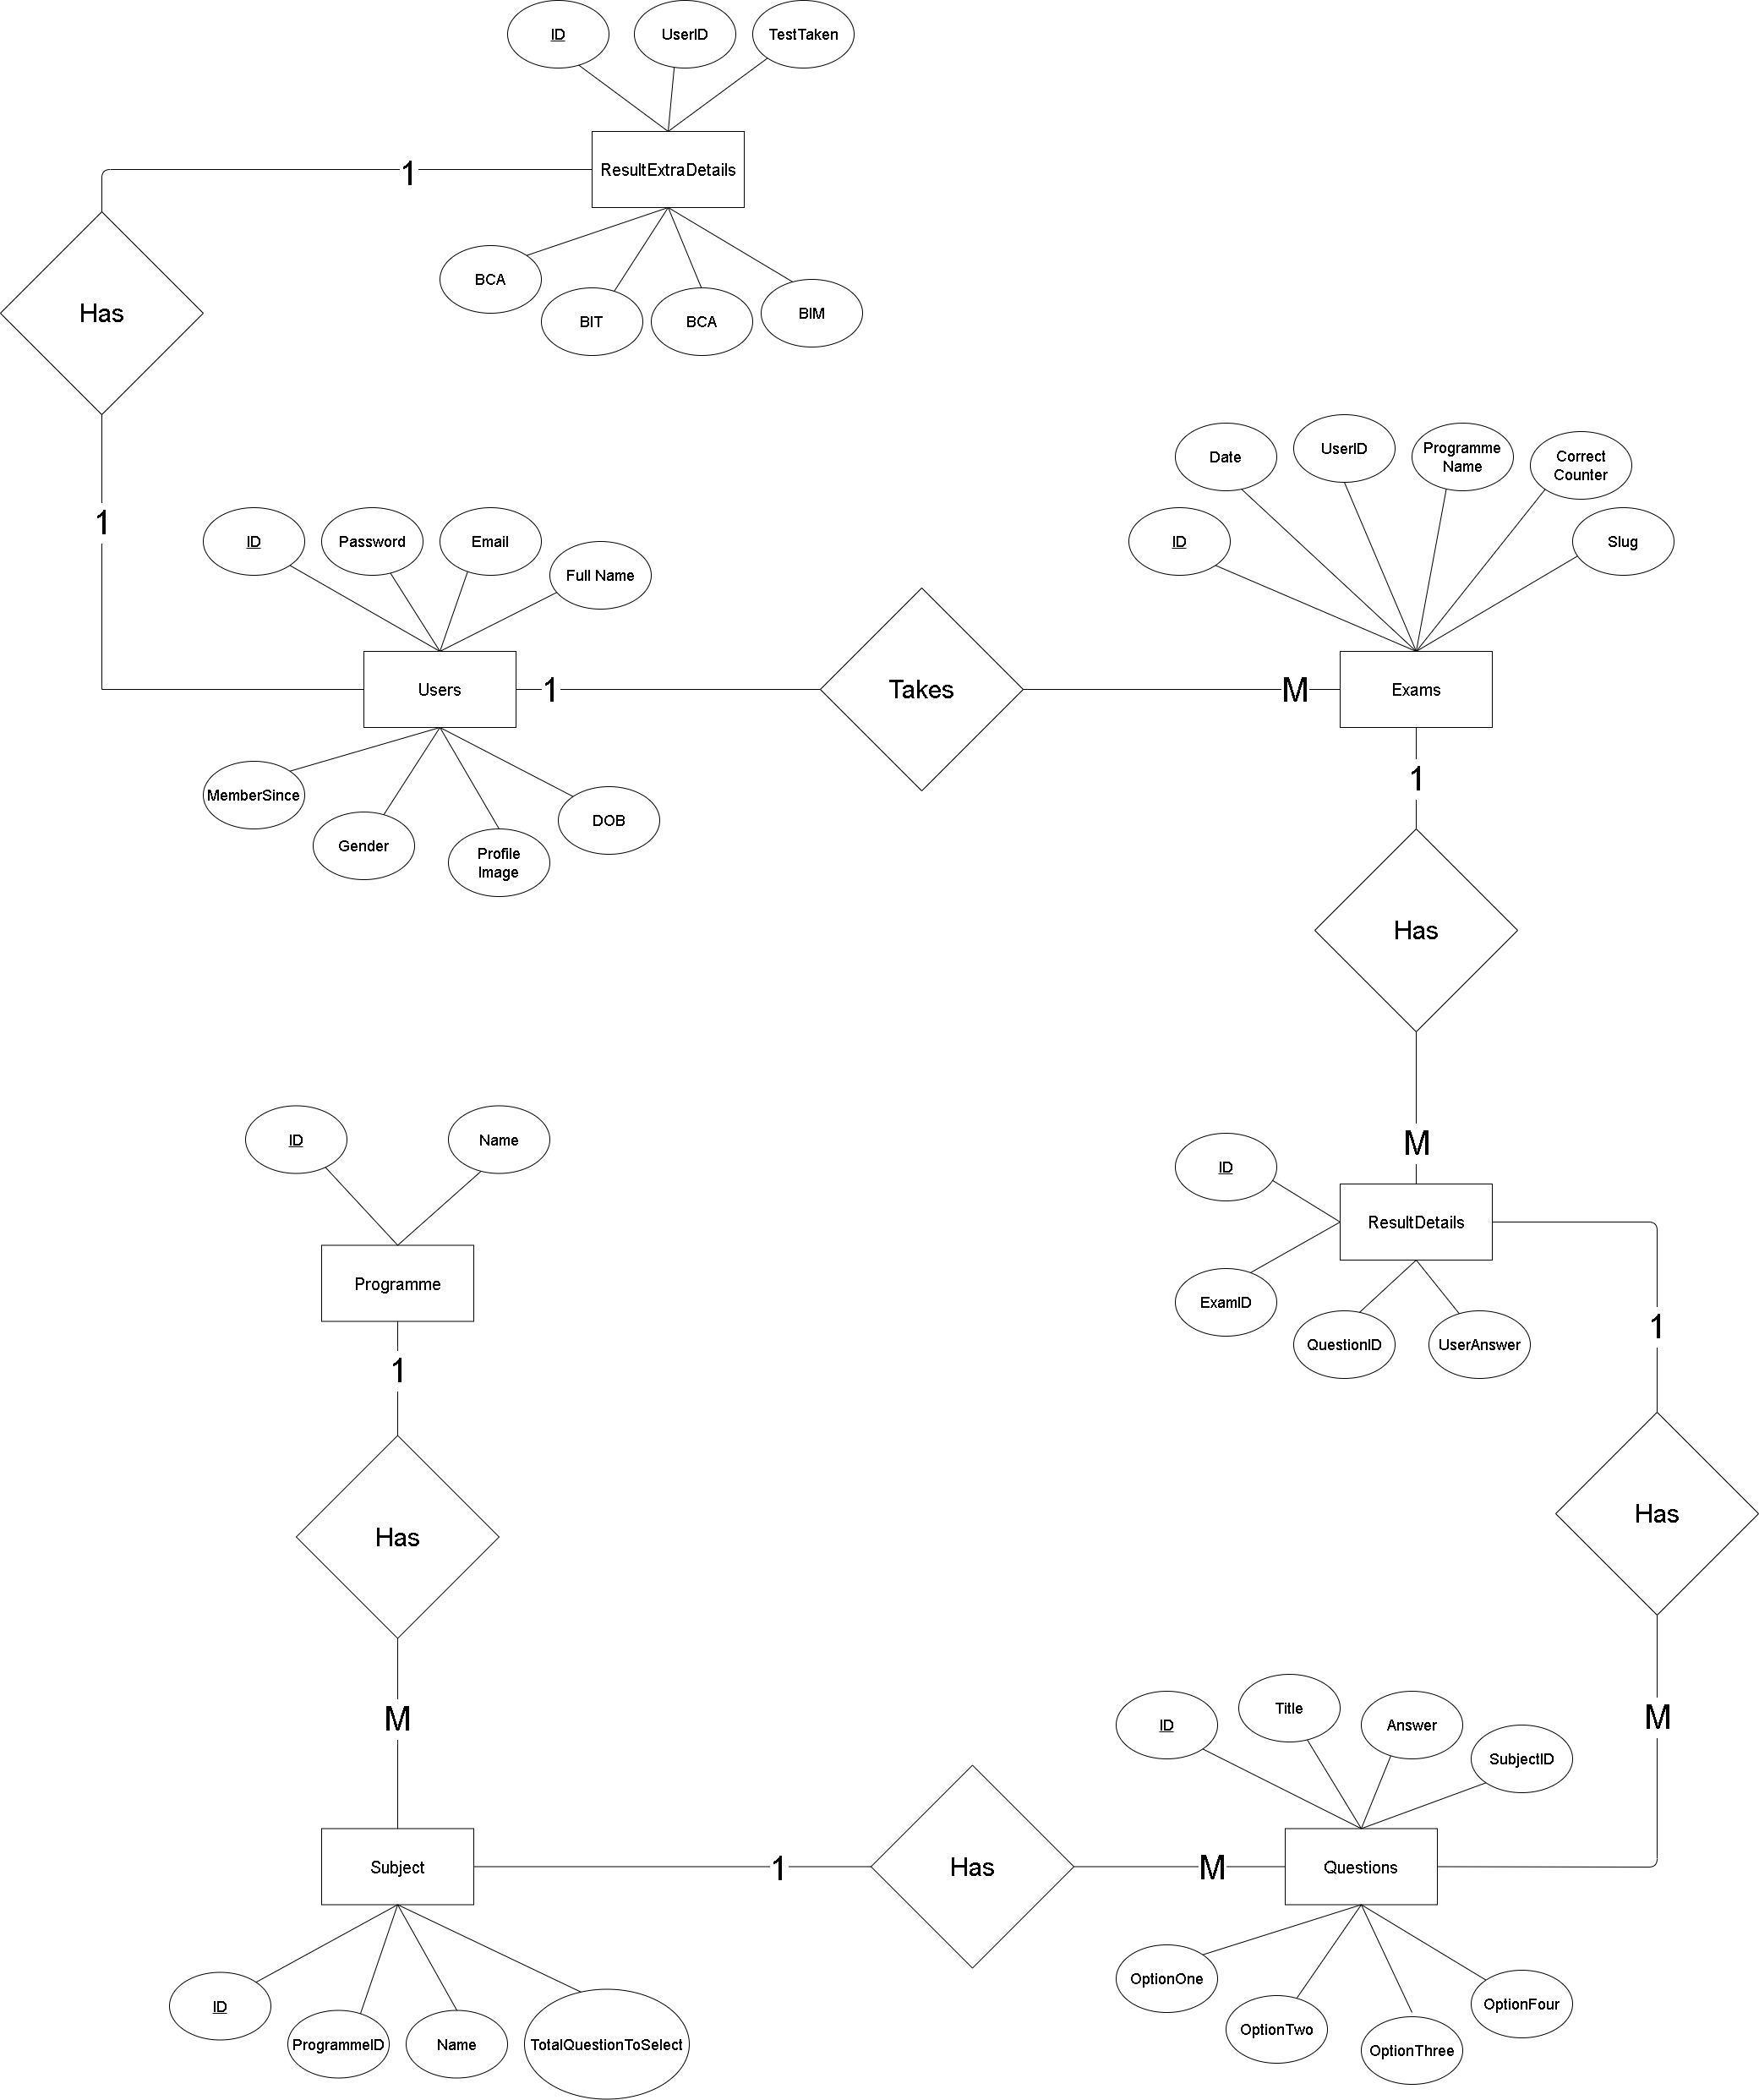 ID
UserID
TestTaken
ResultExtraDetails
1
BCA
BIT
BCA
BIM
Has
1
ID
Password
Email
Full Name
Users
1
MemberSince
Gender
Profile
Image
DOB
Takes
M
Date
UserID
Programme
Name
Correct
Counter
ID
Slug
Exams
1
Has
M
ID
ResultDetails
ExamID
QuestionID
UserAnswer
1
Has
M
ID
Name
Programme
1
Has
M
Subject
1
ID
ProgrammeID
Name
TotalQuestionToSelect
Has
M
ID
Title
Answer
SubjectID
Questions
OptionOne
OptionTwo
OptionThree
OptionFour